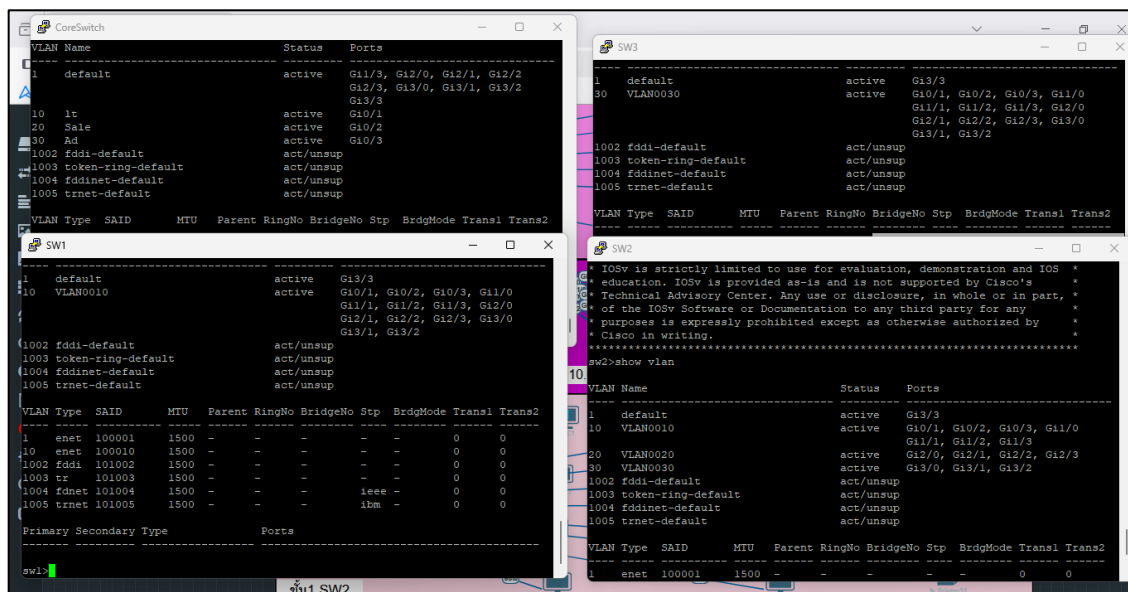 CoreSwitch
VLAN Name Status Ports
---- -------------------------------- --------- -------------------------------
1 default active Gi1/3, Gi2/0, Gi2/1, Gi2/2
Gi2/3, Gi3/0, Gi3/1, Gi3/2
Gi3/3
10 lt active Gi0/1
20 Sale active Gi0/2
30 Ad active Gi0/3
1002 fddi-default act/unsup
1003 token-ring-default act/unsup
1004 fddinet-default act/unsup
1005 trnet-default act/unsup
VLAN Type SAID MTU Parent RingNo BridgeNo Stp BrdgMode Trans1 Trans2
SW3
---- -------------------------------- --------- -------------------------------
1 default active Gi3/3
30 VLAN0030 active Gi0/1, Gi0/2, Gi0/3, Gi1/0
Gi1/1, Gi1/2, Gi1/3, Gi2/0
Gi2/1, Gi2/2, Gi2/3, Gi3/0
Gi3/1, Gi3/2
1002 fddi-default act/unsup
1003 token-ring-default act/unsup
1004 fddinet-default act/unsup
1005 trnet-default act/unsup
VLAN Type SAID MTU Parent RingNo BridgeNo Stp BrdgMode Trans1 Trans2
---- ----- ---------- ----- ------ ------ -------- ---- -------- ------ ------
SW1
---- -------------------------------- --------- -------------------------------
1 default active Gi3/3
10 VLAN0010 active Gi0/1, Gi0/2, Gi0/3, Gi1/0
Gi1/1, Gi1/2, Gi1/3, Gi2/0
Gi2/1, Gi2/2, Gi2/3, Gi3/0
Gi3/1, Gi3/2
1002 fddi-default act/unsup
1003 token-ring-default act/unsup
1004 fddinet-default act/unsup
1005 trnet-default act/unsup
VLAN Type SAID MTU Parent RingNo BridgeNo Stp BrdgMode Trans1 Trans2
---- ----- ---------- ----- ------ ------ -------- ---- -------- ------ ------
1 enet 100001 1500 - - - - - 0 0
10 enet 100010 1500 - - - - - 0 0
1002 fddi 101002 1500 - - - - - 0 0
1003 tr 101003 1500 - - - - - 0 0
1004 fdnet 101004 1500 - - - ieee - 0 0
1005 trnet 101005 1500 - - - ibm - 0 0
Primary Secondary Type Ports
------- --------- ----------------- ------------------------------------------
sw1>
SW2
* IOSv is strictly limited to use for evaluation, demonstration and IOS *
* education. IOSv is provided as-is and is not supported by Cisco's *
* Technical Advisory Center. Any use or disclosure, in whole or in part, *
* of the IOSv Software or Documentation to any third party for any *
* purposes is expressly prohibited except as otherwise authorized by *
* Cisco in writing. *
**************************************************************************
sw2>show vlan
VLAN Name Status Ports
---- -------------------------------- --------- -------------------------------
1 default active Gi3/3
10 VLAN0010 active Gi0/1, Gi0/2, Gi0/3, Gi1/0
Gi1/1, Gi1/2, Gi1/3
20 VLAN0020 active Gi2/0, Gi2/1, Gi2/2, Gi2/3
30 VLAN0030 active Gi3/0, Gi3/1, Gi3/2
1002 fddi-default act/unsup
1003 token-ring-default act/unsup
1004 fddinet-default act/unsup
1005 trnet-default act/unsup
VLAN Type SAID MTU Parent RingNo BridgeNo Stp BrdgMode Trans1 Trans2
---- ----- ---------- ----- ------ ------ -------- ---- -------- ------ ------
1 enet 100001 1500 - - - - - 0 0
10.
ชั้น1 SW2